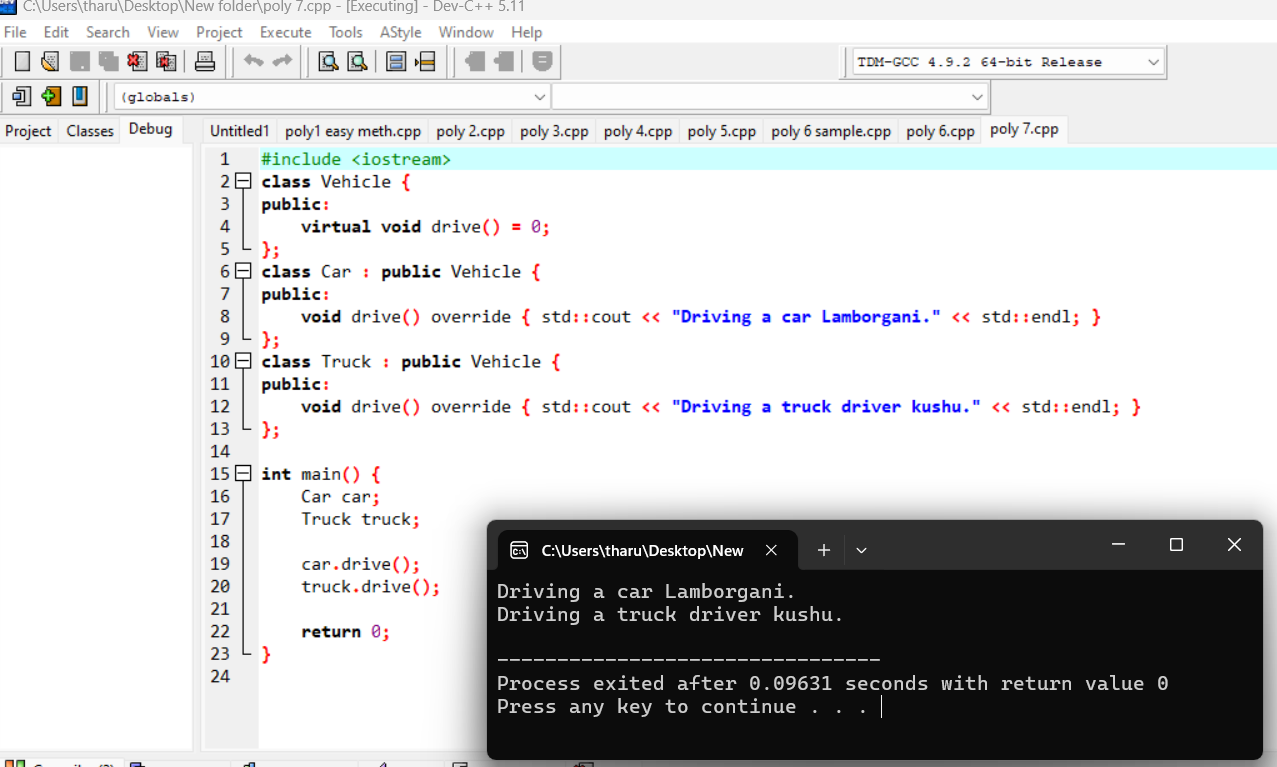 C:\Users\tharu\Desktop\New folder\poly 7.cpp - [Executing] - Dev-C++ 5.11
File Edit Search View Project Execute Tools AStyle Window Help
TDM-GCC 4.9.2 64-bit Release
(globals)
Project Classes Debug
Untitled1 poly1 easy meth.cpp poly 2.cpp poly 3.cpp poly 4.cpp poly 5.cpp poly 6 sample.cpp poly 6.cpp poly 7.cpp
1 #include <iostream>
2 class Vehicle {
3 public:
4     virtual void drive() = 0;
5 };
6 class Car : public Vehicle {
7 public:
8     void drive() override { std::cout << "Driving a car Lamborgani." << std::endl; }
9 };
10 class Truck : public Vehicle {
11 public:
12     void drive() override { std::cout << "Driving a truck driver kushu." << std::endl; }
13 };
14
15 int main() {
16     Car car;
17     Truck truck;
18
19     car.drive();
20     truck.drive();
21
22     return 0;
23 }
24
C:\Users\tharu\Desktop\New
Driving a car Lamborgani.
Driving a truck driver kushu.
--------------------------------
Process exited after 0.09631 seconds with return value 0
Press any key to continue . . .